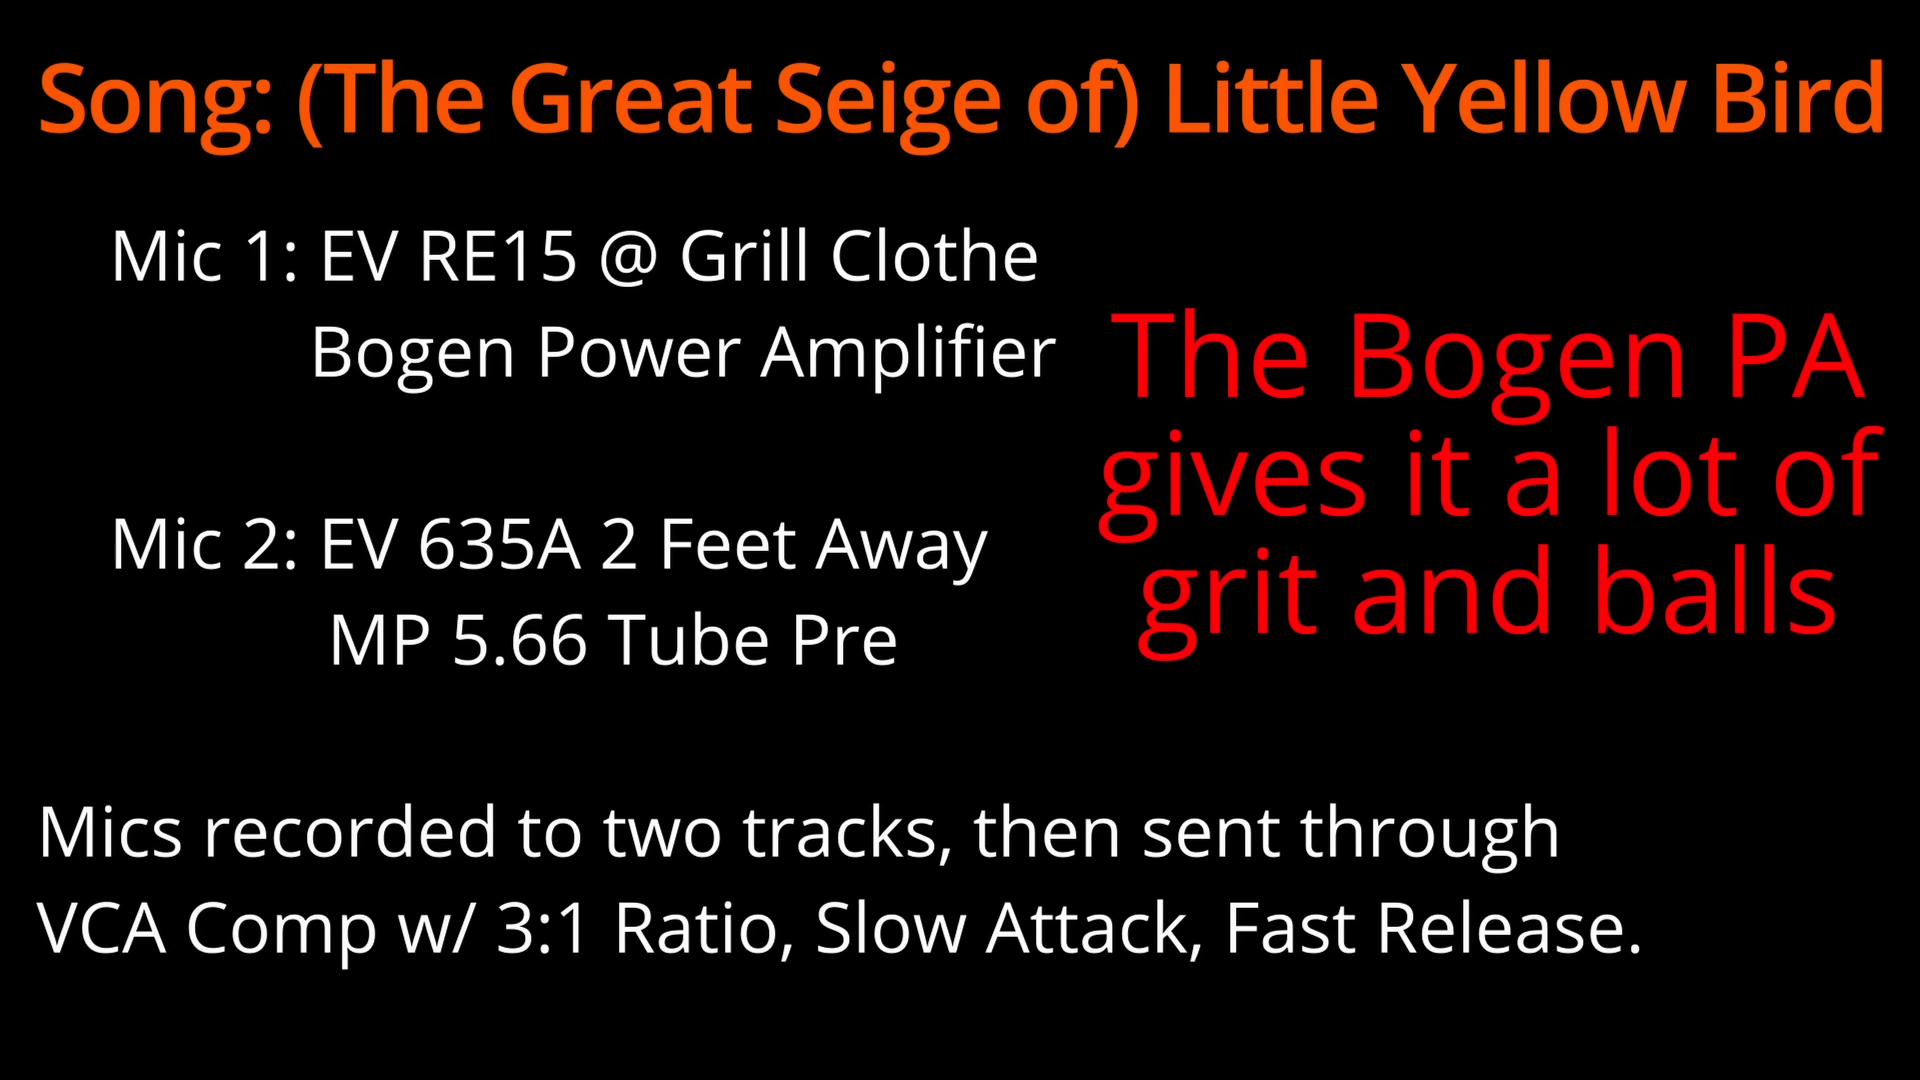 Song: (The Great Seige of) Little Yellow Bird
Mic 1: EV RE15 @ Grill Clothe
Bogen Power Amplifier
The Bogen PA
gives it a lot of
grit and balls
Mic 2: EV 635A 2 Feet Away
MP 5.66 Tube Pre
Mics recorded to two tracks, then sent through
VCA Comp w/ 3:1 Ratio, Slow Attack, Fast Release.